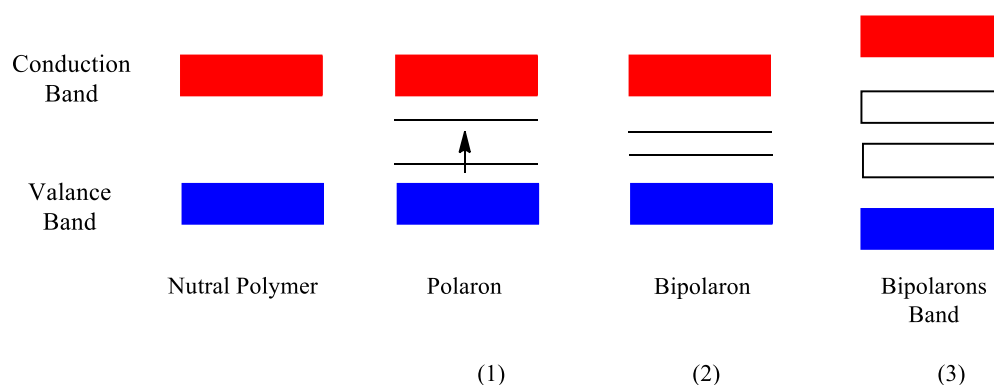 Conduction
Band
Valance
Band
Nutral Polymer
Polaron
Bipolaron
Bipolarons
Band
(1)
(2)
(3)